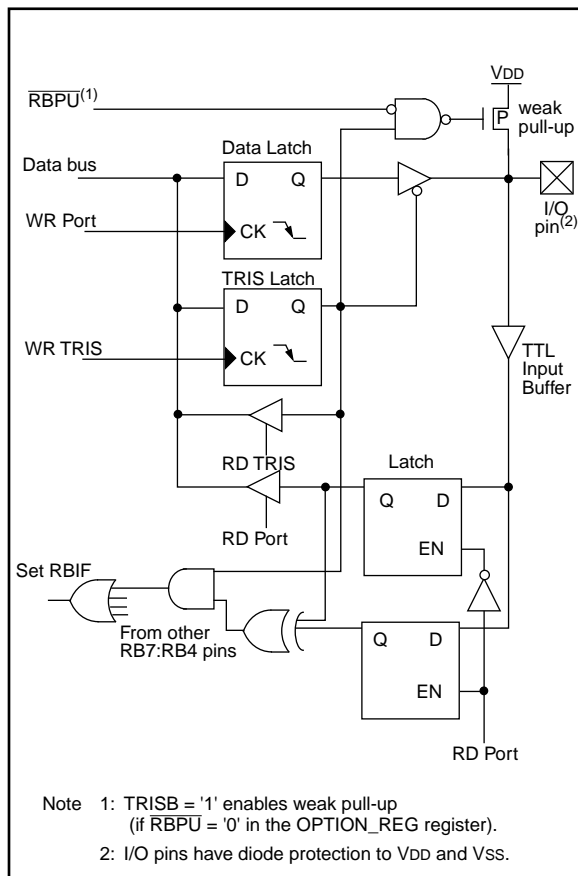 VDD
RBPU(1)
weak
pull-up
P
Data bus
Data Latch
D Q
I/O
pin(2)
WR Port
CK
TRIS Latch
D Q
WR TRIS
CK
TTL
Input
Buffer
RD TRIS
Latch
Q D
RD Port
EN
Set RBIF
From other
RB7:RB4 pins
Q D
EN
RD Port
Note 1: TRISB = '1' enables weak pull-up
(if RBPU = '0' in the OPTION_REG register).
2: I/O pins have diode protection to VDD and VSS.